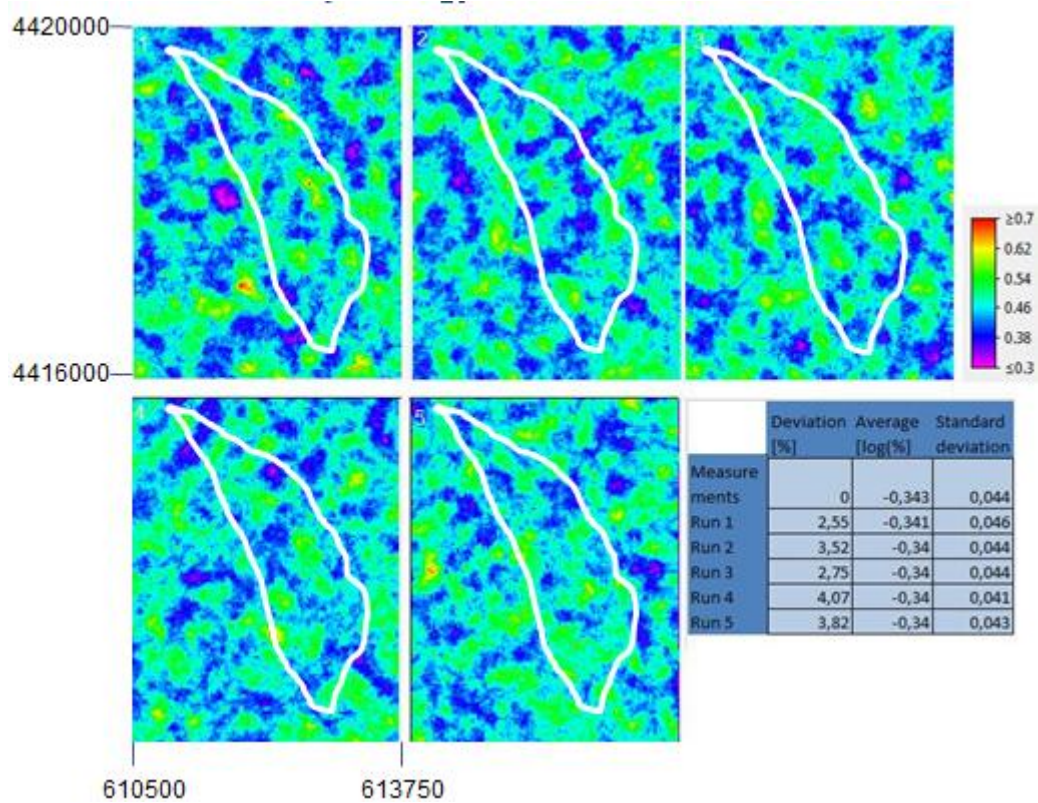 4420000
1
2
3
≥0.7
0.62
0.54
0.46
0.38
≤0.3
4416000
4
5
Deviation Average Standard
[%] [log(%] deviation
Measure
ments 0 -0,343 0,044
Run 1 2,55 -0,341 0,046
Run 2 3,52 -0,34 0,044
Run 3 2,75 -0,34 0,044
Run 4 4,07 -0,34 0,041
Run 5 3,82 -0,34 0,043
610500 613750